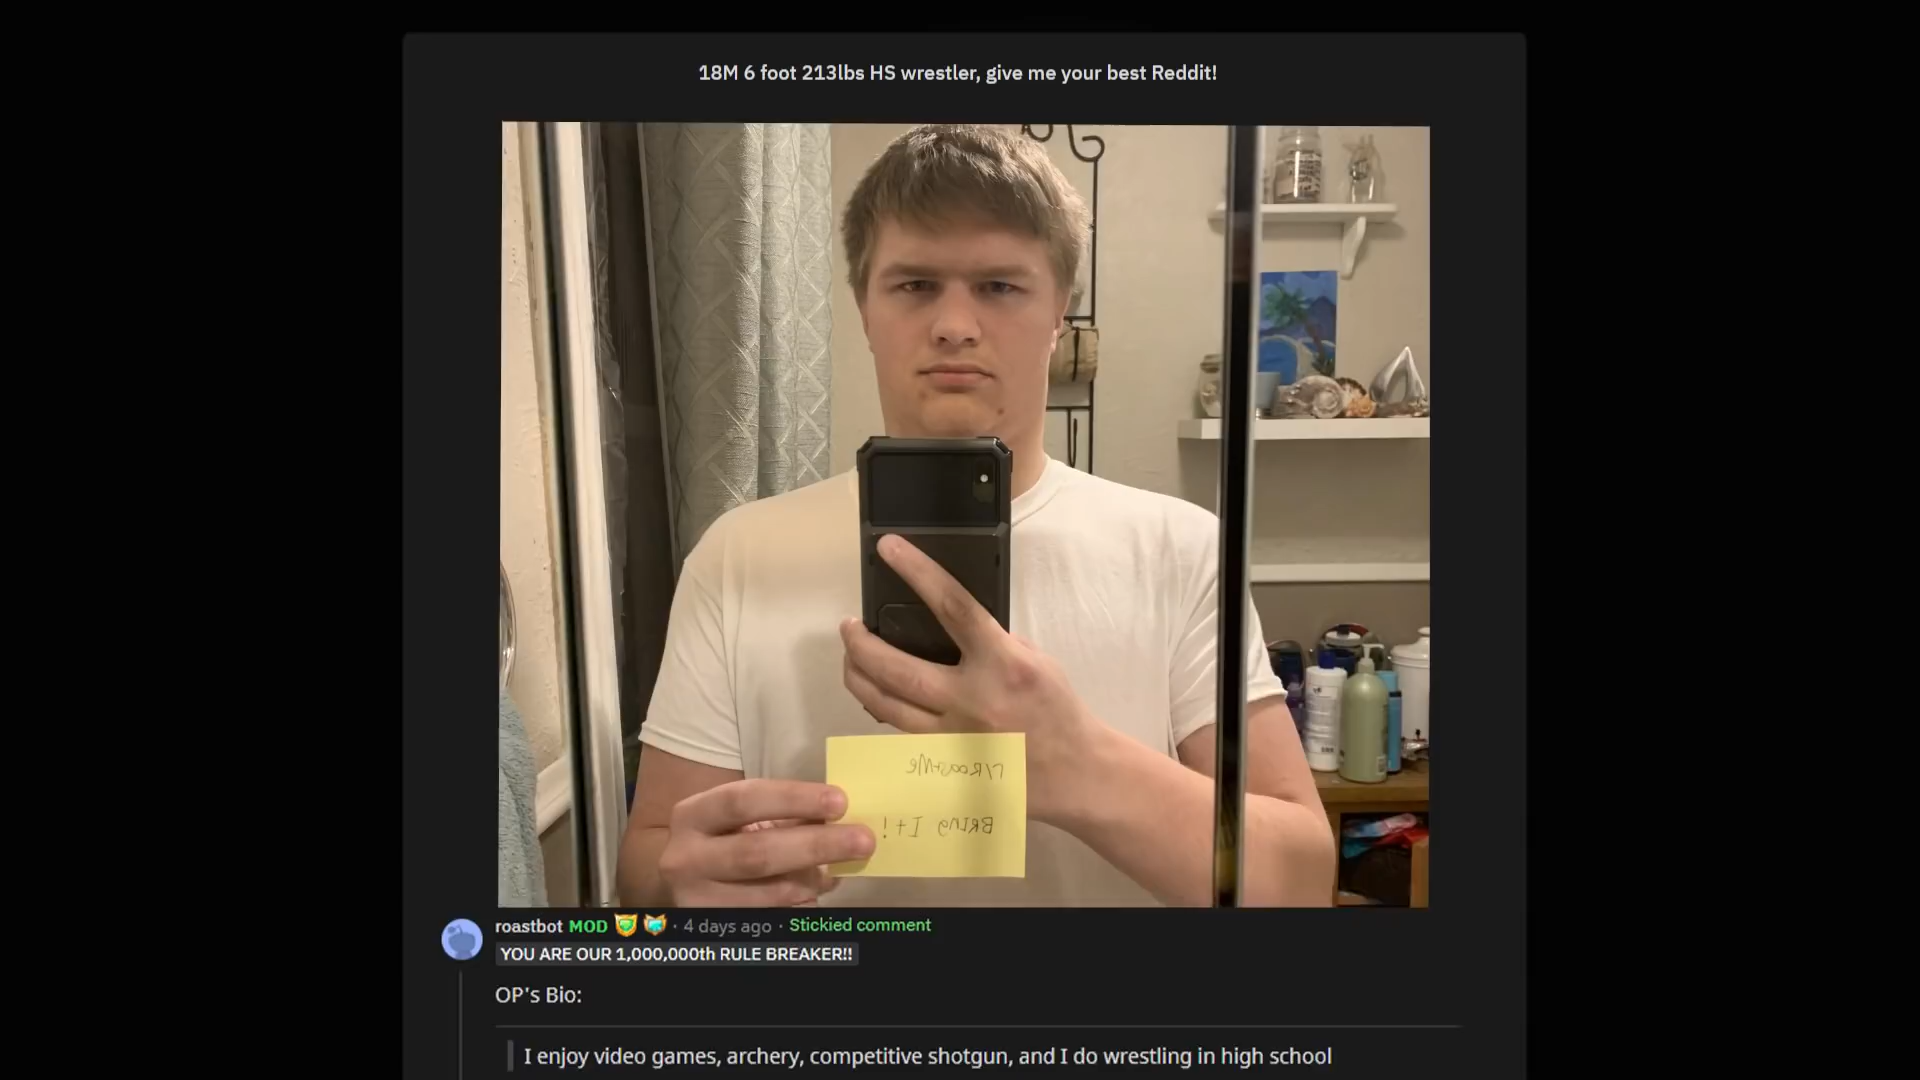 18M 6 foot 213lbs HS wrestler, give me your best Reddit!
r/RoastMe
Bring It!
roastbot MOD · 4 days ago · Stickied comment
YOU ARE OUR 1,000,000th RULE BREAKER!!
OP's Bio:
I enjoy video games, archery, competitive shotgun, and I do wrestling in high school